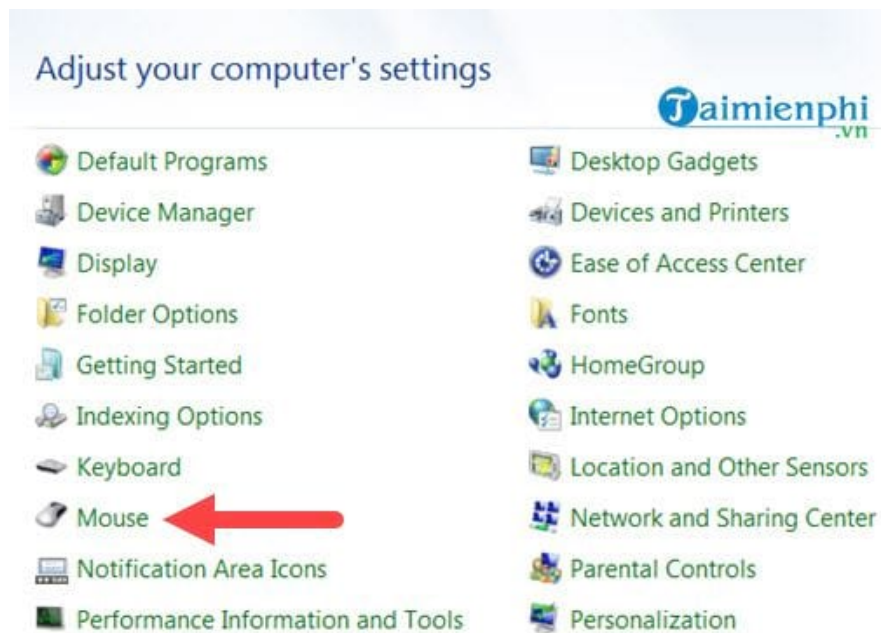 Adjust your computer's settings
Taimienphi
.vn
Default Programs
Desktop Gadgets
Device Manager
Devices and Printers
Display
Ease of Access Center
Folder Options
Fonts
Getting Started
HomeGroup
Indexing Options
Internet Options
Keyboard
Location and Other Sensors
Mouse
Network and Sharing Center
Notification Area Icons
Parental Controls
Performance Information and Tools
Personalization